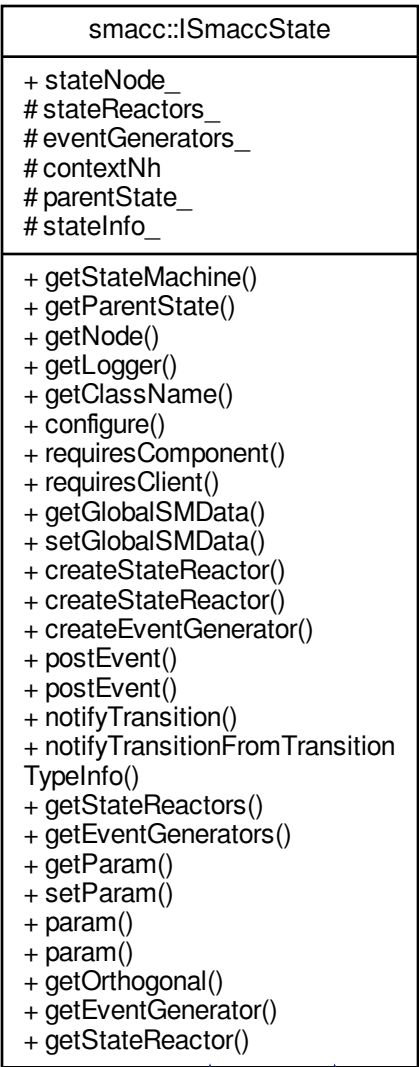 smacc::ISmaccState
+ stateNode_
# stateReactors_
# eventGenerators_
# contextNh
# parentState_
# stateInfo_
+ getStateMachine()
+ getParentState()
+ getNode()
+ getLogger()
+ getClassName()
+ configure()
+ requiresComponent()
+ requiresClient()
+ getGlobalSMData()
+ setGlobalSMData()
+ createStateReactor()
+ createStateReactor()
+ createEventGenerator()
+ postEvent()
+ postEvent()
+ notifyTransition()
+ notifyTransitionFromTransition
TypeInfo()
+ getStateReactors()
+ getEventGenerators()
+ getParam()
+ setParam()
+ param()
+ param()
+ getOrthogonal()
+ getEventGenerator()
+ getStateReactor()